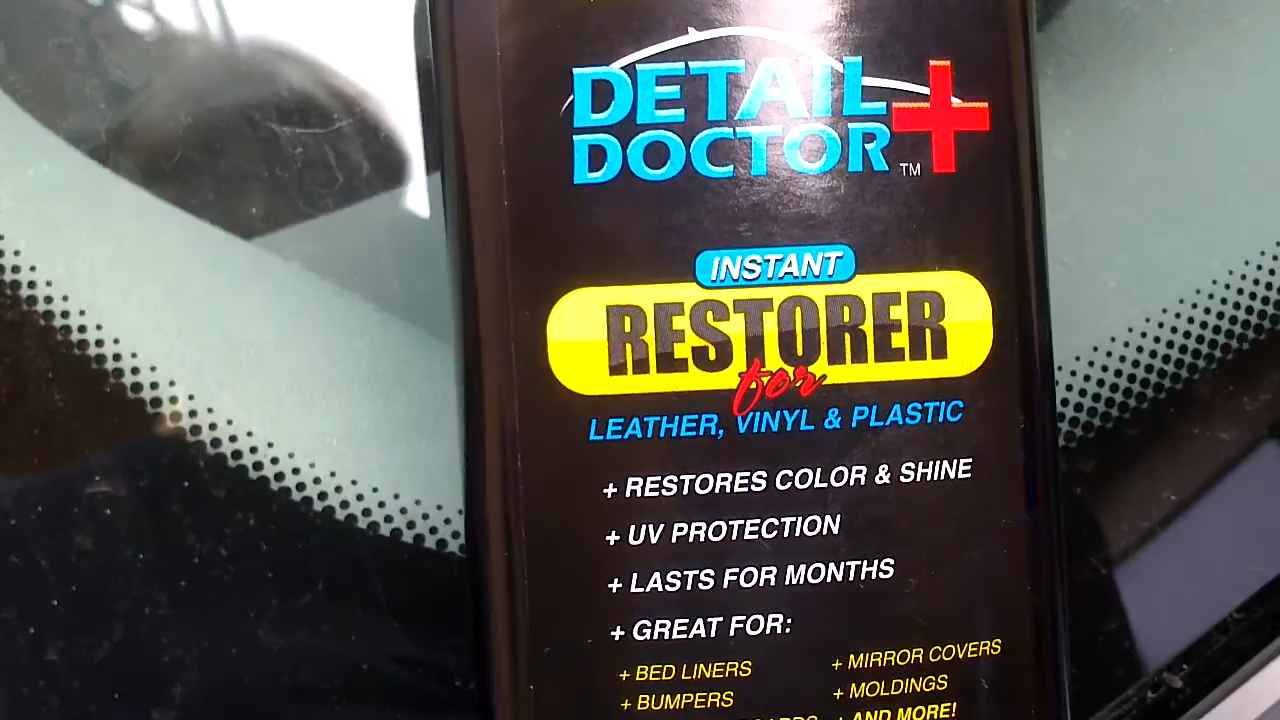 DETAIL
DOCTOR
TM
INSTANT
RESTORER
for
LEATHER, VINYL & PLASTIC
+ RESTORES COLOR & SHINE
+ UV PROTECTION
+ LASTS FOR MONTHS
+ GREAT FOR:
+ BED LINERS
+ MIRROR COVERS
+ BUMPERS
+ MOLDINGS
+ AND MORE!